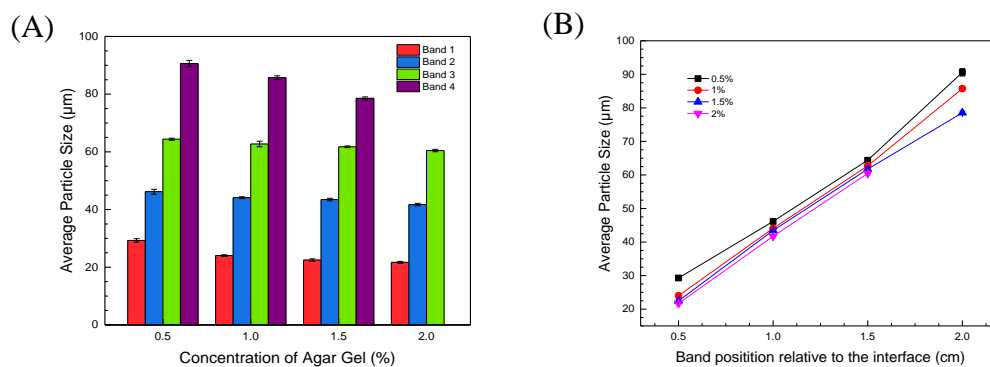 (A)
Average Particle Size (μm)
100
80
60
40
20
0
Band 1
Band 2
Band 3
Band 4
0.5
1.0
1.5
2.0
Concentration of Agar Gel (%)
(B)
Average Particle Size (μm)
100
90
80
70
60
50
40
30
20
0.5%
1%
1.5%
2%
0.5
1.0
1.5
2.0
Band positition relative to the interface (cm)